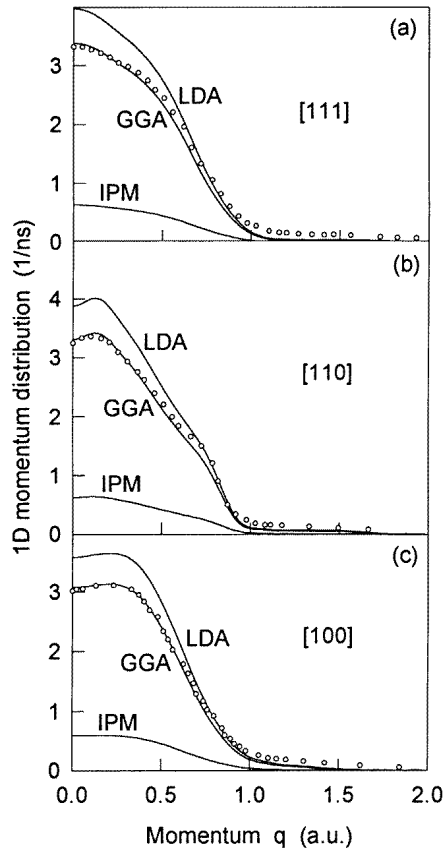 (a)
3
LDA
GGA
[111]
2
1
IPM
0
(b)
4
LDA
3
[110]
2
GGA
1
IPM
0
(c)
3
LDA
[100]
2
GGA
1
IPM
0
0.0 0.5 1.0 1.5 2.0
Momentum q (a.u.)
1D momentum distribution (1/ns)